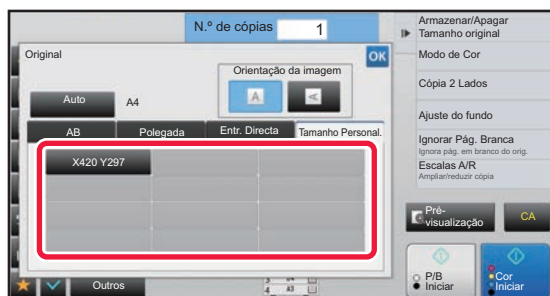 N.º de cópias 1
Original
OK
Orientação da imagem
A A
Auto A4
AB Polegada Entr. Directa Tamanho Personal.
X420 Y297
Outros
Armazenar/Apagar
Tamanho original
Modo de Cor
Cópia 2 Lados
Ajuste do fundo
Ignorar Pág. Branca
Ignora pág. em branco do orig.
Escalas A/R
Ampliar/reduzir cópia
Pré-
visualização
CA
P/B
Iniciar
Cor
Iniciar